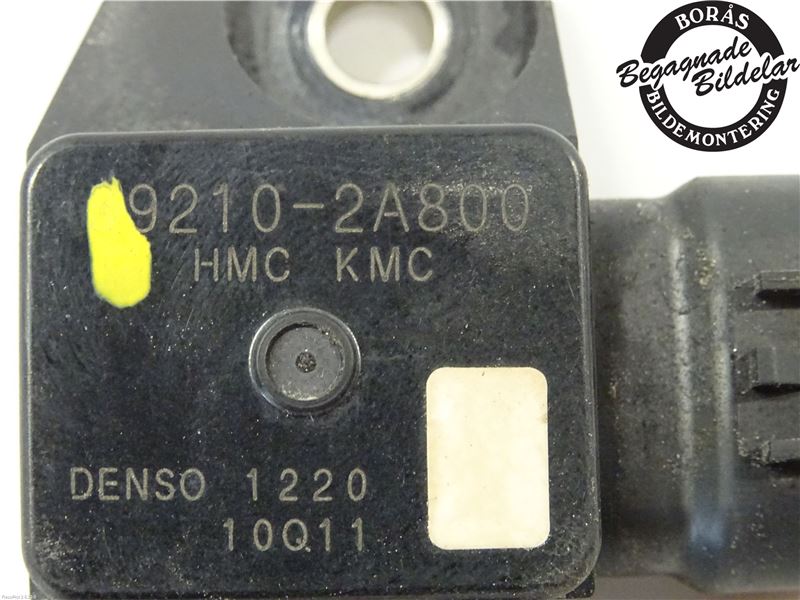 BORÅS
Begagnade
Bildelar
BILDEMONTERING
9210-2A800
HMC KMC
DENSO 1220
10Q11